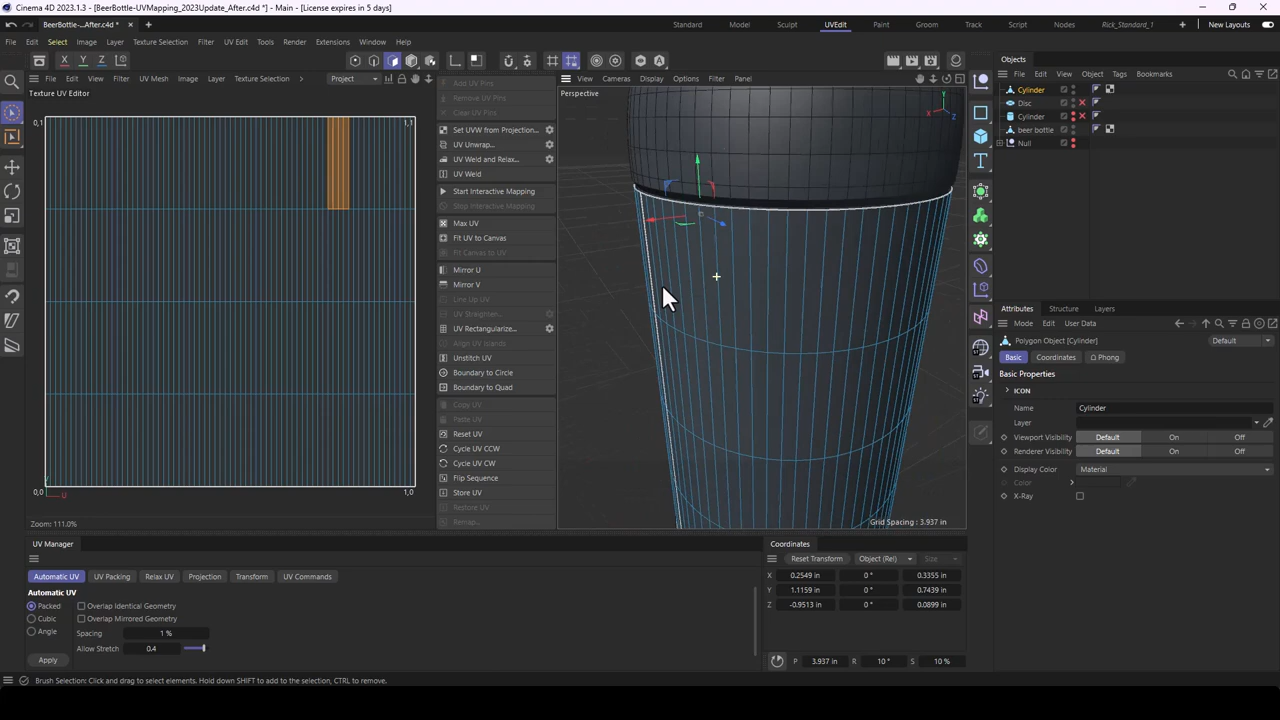 Cinema 4D 2023.1.3 - [BeerBottle-UVMapping_2023Update_After.c4d *] - Main - [License expires in 5 days]
BeerBottle-...After.c4d * Standard Model Sculpt UVEdit Paint Groom Track Script Nodes Rick_Standard_1 New Layouts
File Edit Select Image Layer Texture Selection Filter UV Edit Tools Render Extensions Window Help
X Y Z
File Edit View Filter UV Mesh Image Layer Texture Selection Project
Texture UV Editor
0,1 1,1
0,0 1,0
U
Zoom: 111.0%
Add UV Pins
Remove UV Pins
Clear UV Pins
Set UVW from Projection...
UV Unwrap...
UV Weld and Relax...
UV Weld
Start Interactive Mapping
Stop Interactive Mapping
Max UV
Fit UV to Canvas
Fit Canvas to UV
Mirror U
Mirror V
Line Up UV
UV Straighten...
UV Rectangularize...
Align UV Islands
Unstitch UV
Boundary to Circle
Boundary to Quad
Copy UV
Paste UV
Reset UV
Cycle UV CCW
Cycle UV CW
Flip Sequence
Store UV
Restore UV
Remap...
View Cameras Display Options Filter Panel
Perspective
Y
X
Z
Grid Spacing : 3.937 in
Objects
File Edit View Object Tags Bookmarks
Cylinder
Disc
Cylinder
beer bottle
Null
Attributes Structure Layers
Mode Edit User Data
Polygon Object [Cylinder] Default
Basic Coordinates Phong
Basic Properties
ICON
Name Cylinder
Layer
Viewport Visibility Default On Off
Renderer Visibility Default On Off
Display Color Material
Color
X-Ray
UV Manager
Automatic UV UV Packing Relax UV Projection Transform UV Commands
Automatic UV
Packed Overlap Identical Geometry
Cubic Overlap Mirrored Geometry
Angle Spacing 1 %
Allow Stretch 0.4
Apply
Coordinates
Reset Transform Object (Rel) Size
X 0.2549 in 0 ° 0.3355 in
Y 1.1159 in 0 ° 0.7439 in
Z -0.9513 in 0 ° 0.0899 in
P 3.937 in R 10 ° S 10 %
Brush Selection: Click and drag to select elements. Hold down SHIFT to add to the selection, CTRL to remove.